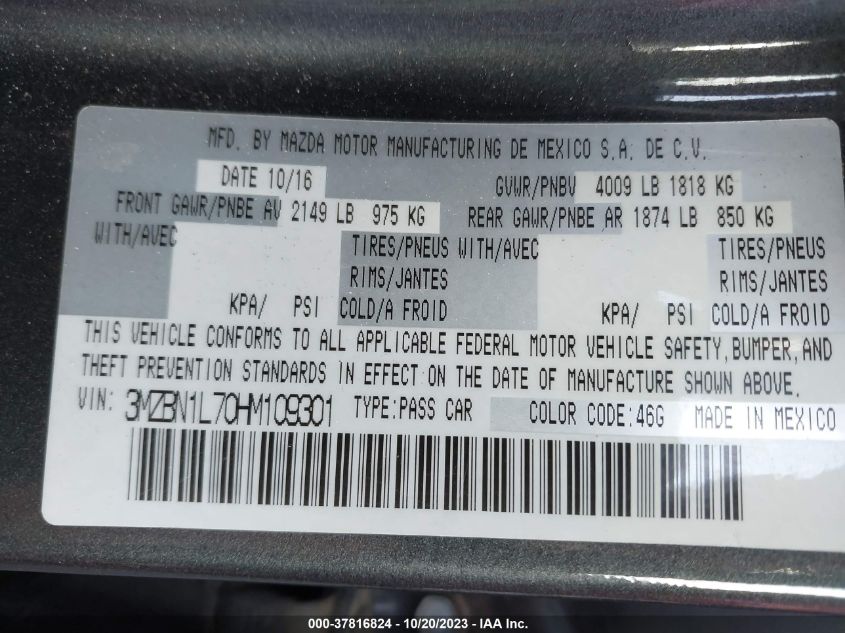 MFD. BY MAZDA MOTOR MANUFACTURING DE MEXICO S.A. DE C.V.
DATE 10/16 GVWR/PNBV 4009 LB 1818 KG
FRONT GAWR/PNBE AV 2149 LB 975 KG REAR GAWR/PNBE AR 1874 LB 850 KG
WITH/AVEC TIRES/PNEUS WITH/AVEC TIRES/PNEUS
RIMS/JANTES RIMS/JANTES
KPA/ PSI COLD/A FROID KPA/ PSI COLD/A FROID
THIS VEHICLE CONFORMS TO ALL APPLICABLE FEDERAL MOTOR VEHICLE SAFETY, BUMPER, AND
THEFT PREVENTION STANDARDS IN EFFECT ON THE DATE OF MANUFACTURE SHOWN ABOVE.
VIN: 3MZBN1L70HM109301 TYPE:PASS CAR COLOR CODE:46G MADE IN MEXICO
000-37816824 - 10/20/2023 - IAA Inc.